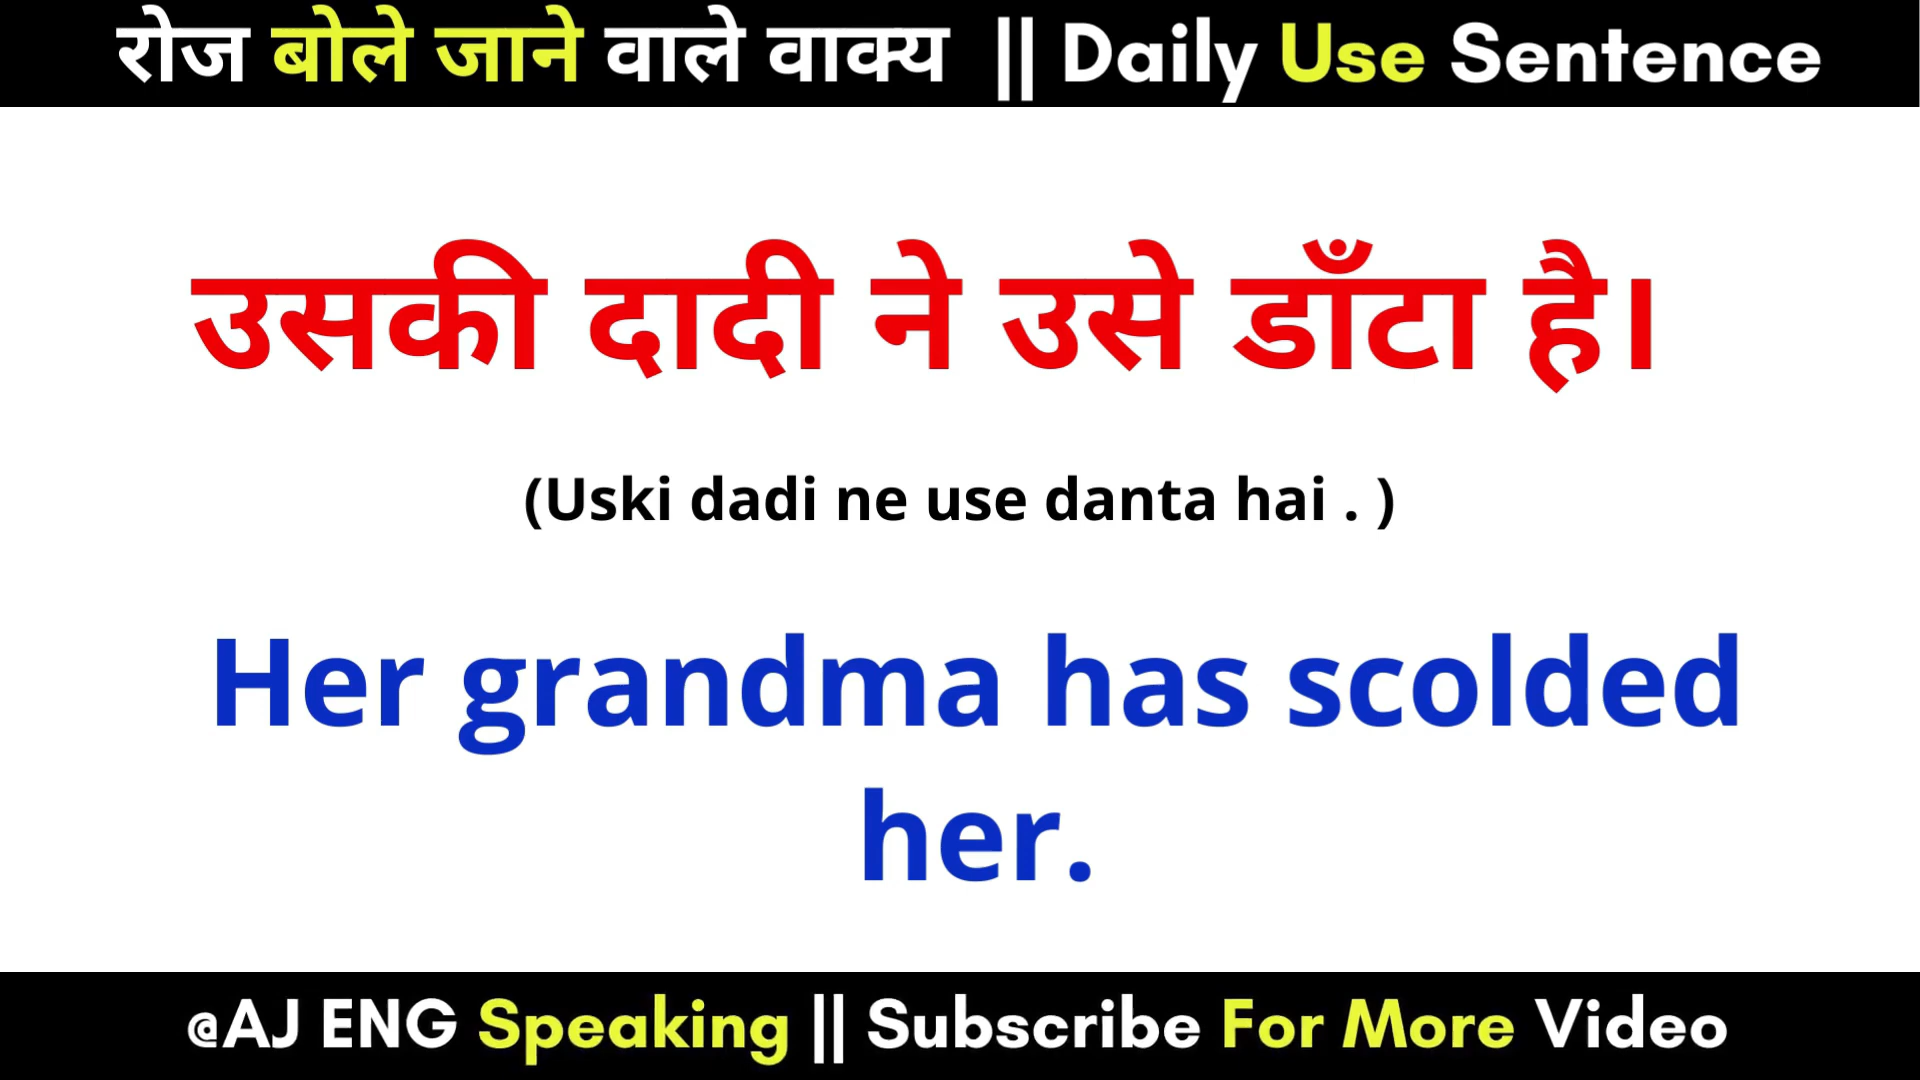 रोज बोले जाने वाले वाक्य || Daily Use Sentence
उसकी दादी ने उसे डाँटा है।
(Uski dadi ne use danta hai . )
Her grandma has scolded
her.
@AJ ENG Speaking || Subscribe For More Video